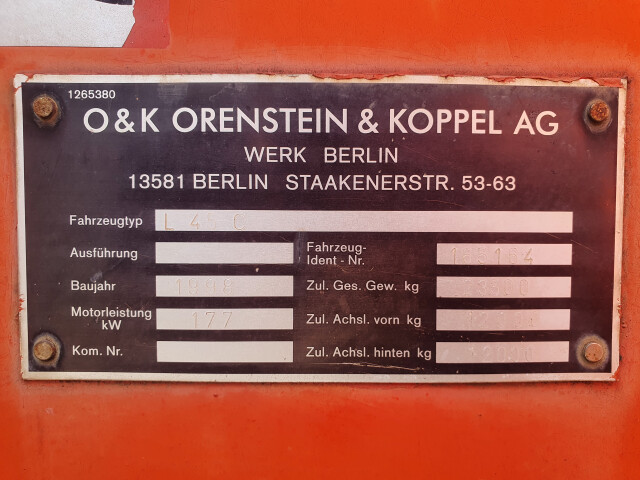 1265380
O & K ORENSTEIN & KOPPEL AG
WERK BERLIN
13581 BERLIN STAAKENERSTR. 53-63
Fahrzeugtyp L
Ausführung
Fahrzeug-
Ident - Nr.
Baujahr
Zul. Ges. Gew. kg
Motorleistung
kW 177
Zul. Achsl. vorn kg
Kom. Nr.
Zul. Achsl. hinten kg